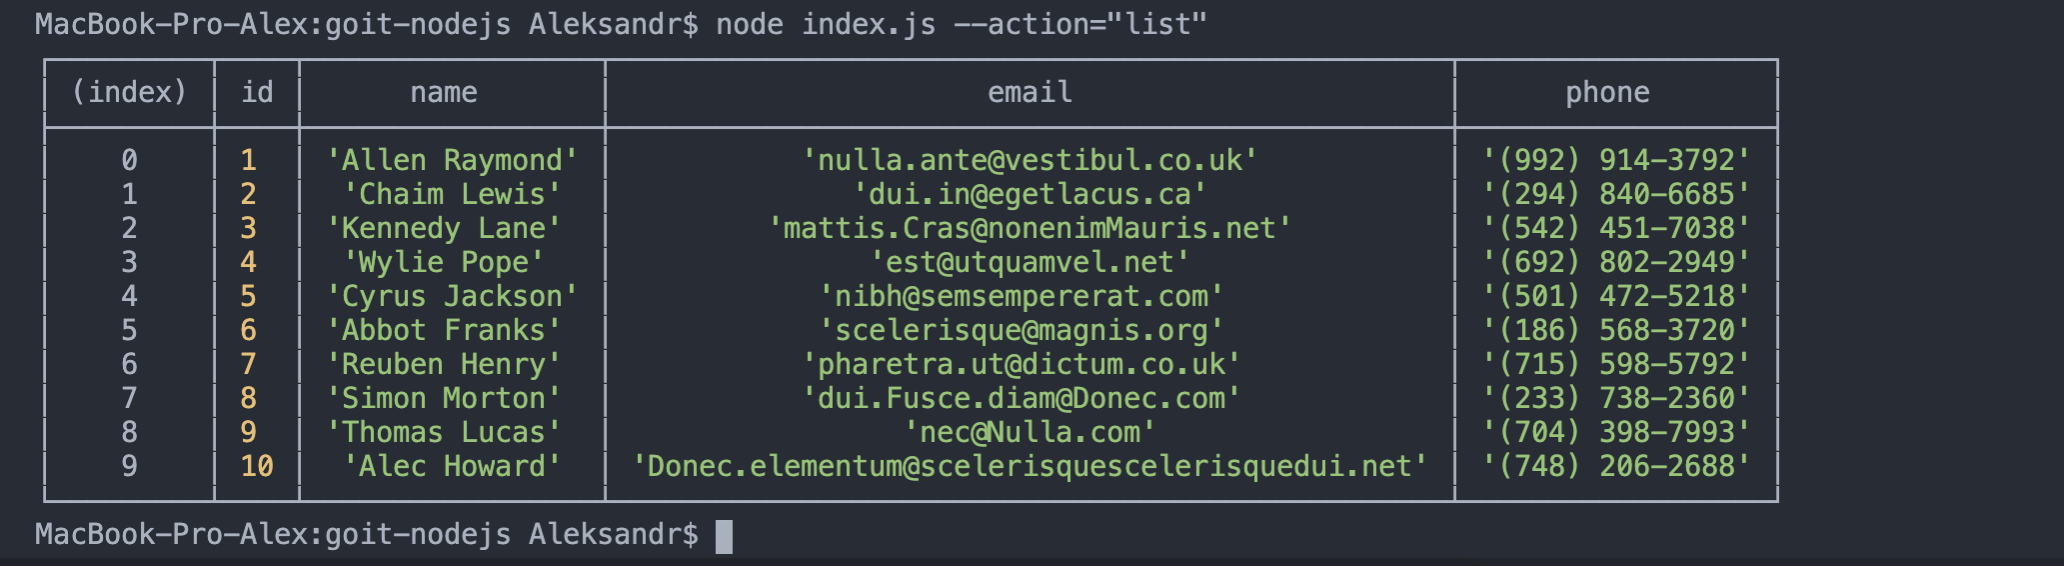 MacBook-Pro-Alex:goit-nodejs Aleksandr$ node index.js --action="list"
(index) id name email phone
0 1 'Allen Raymond' 'nulla.ante@vestibul.co.uk' '(992) 914-3792'
1 2 'Chaim Lewis' 'dui.in@egetlacus.ca' '(294) 840-6685'
2 3 'Kennedy Lane' 'mattis.Cras@nonenimMauris.net' '(542) 451-7038'
3 4 'Wylie Pope' 'est@utquamvel.net' '(692) 802-2949'
4 5 'Cyrus Jackson' 'nibh@semsempererat.com' '(501) 472-5218'
5 6 'Abbot Franks' 'scelerisque@magnis.org' '(186) 568-3720'
6 7 'Reuben Henry' 'pharetra.ut@dictum.co.uk' '(715) 598-5792'
7 8 'Simon Morton' 'dui.Fusce.diam@Donec.com' '(233) 738-2360'
8 9 'Thomas Lucas' 'nec@Nulla.com' '(704) 398-7993'
9 10 'Alec Howard' 'Donec.elementum@scelerisquescelerisquedui.net' '(748) 206-2688'
MacBook-Pro-Alex:goit-nodejs Aleksandr$